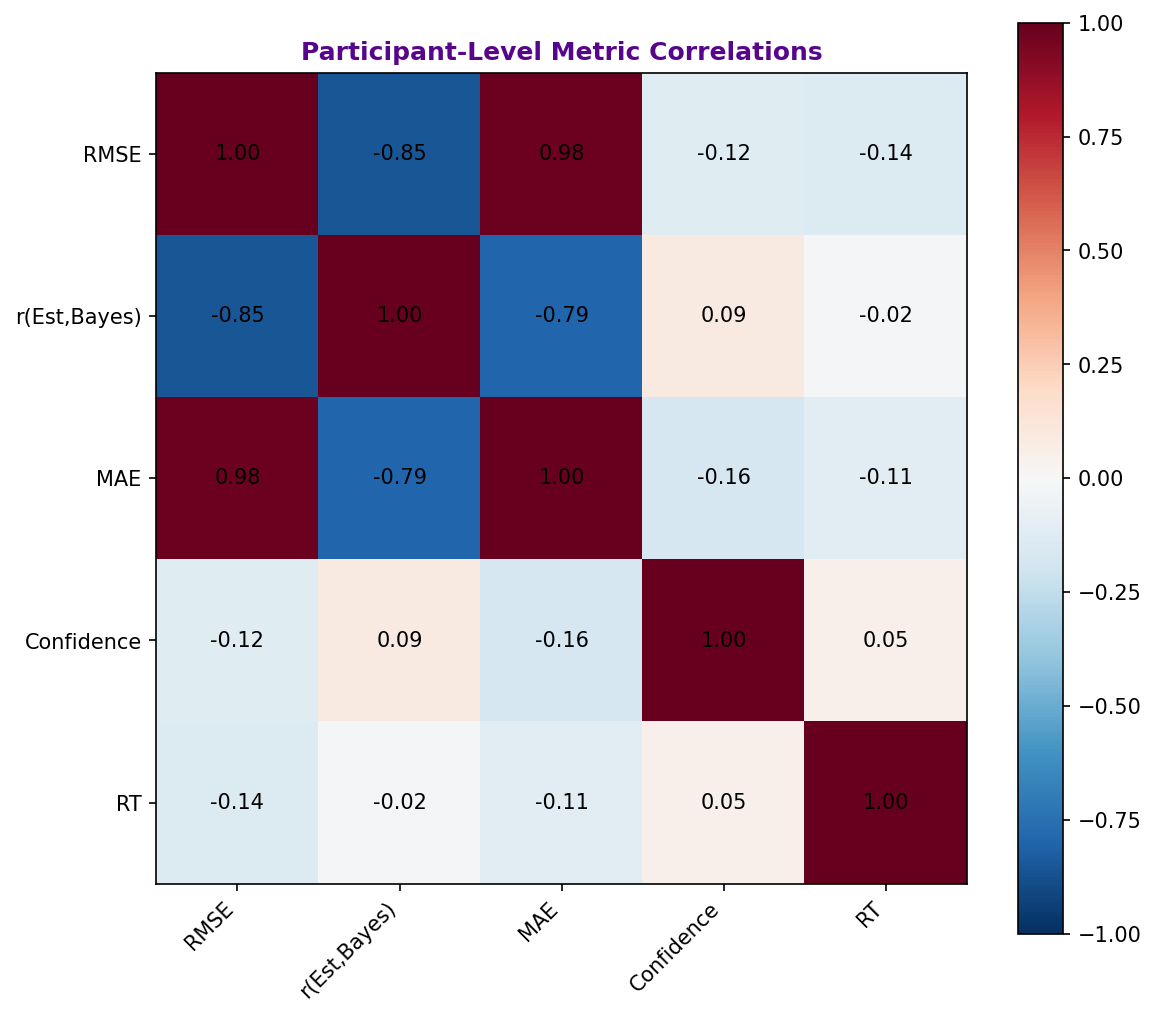 Participant-Level Metric Correlations
RMSE 1.00 -0.85 0.98 -0.12 -0.14
r(Est,Bayes) -0.85 1.00 -0.79 0.09 -0.02
MAE 0.98 -0.79 1.00 -0.16 -0.11
Confidence -0.12 0.09 -0.16 1.00 0.05
RT -0.14 -0.02 -0.11 0.05 1.00
RMSE r(Est,Bayes) MAE Confidence RT
1.00
0.75
0.50
0.25
0.00
−0.25
−0.50
−0.75
−1.00